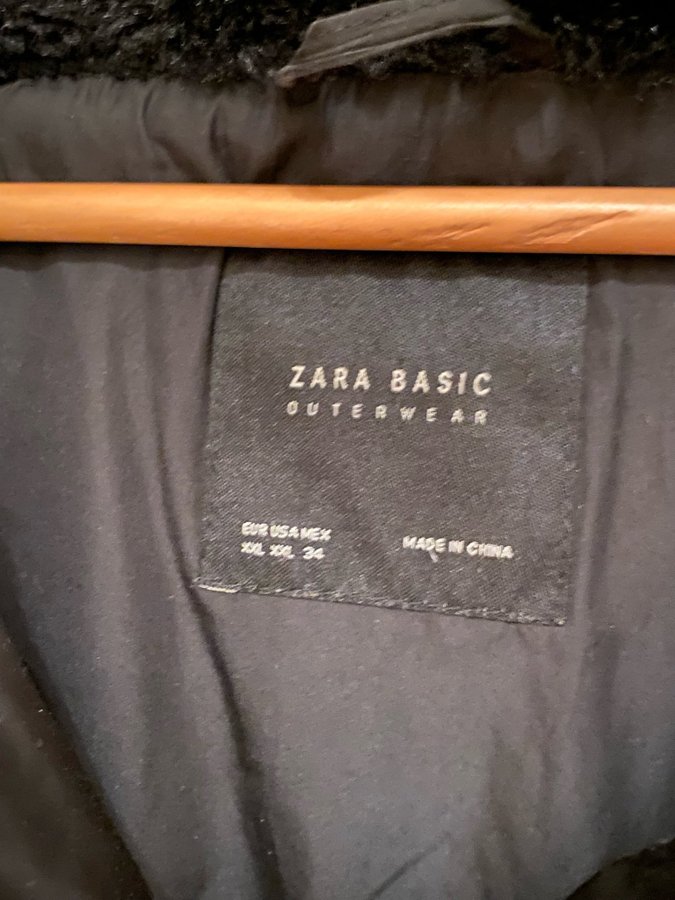 ZARA BASIC
OUTERWEAR
EUR USA MEX
XXL XXL 34
MADE IN CHINA